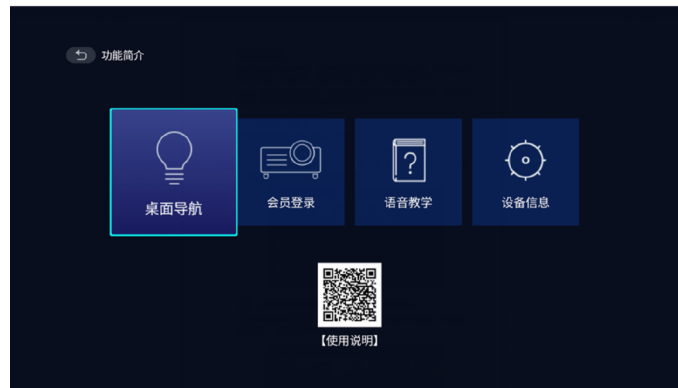 功能简介
桌面导航
会员登录
语音教学
设备信息
【使用说明】